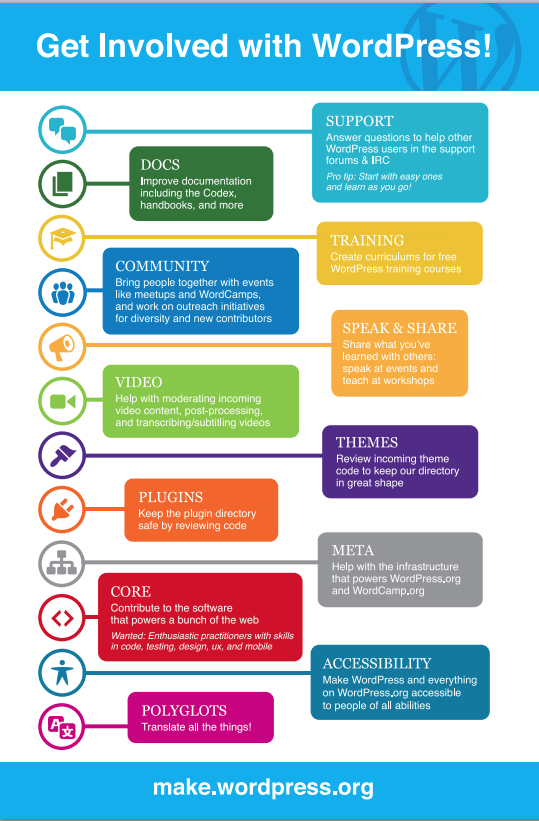 Get Involved with WordPress!
SUPPORT
Answer questions to help other
WordPress users in the support
forums & IRC
Pro tip: Start with easy ones
and learn as you go!
DOCS
Improve documentation
including the Codex,
handbooks, and more
TRAINING
Create curriculums for free
WordPress training courses
COMMUNITY
Bring people together with events
like meetups and WordCamps,
and work on outreach initiatives
for diversity and new contributors
SPEAK & SHARE
Share what you've
learned with others:
speak at events and
teach at workshops
VIDEO
Help with moderating incoming
video content, post-processing,
and transcribing/subtitling videos
THEMES
Review incoming theme
code to keep our directory
in great shape
PLUGINS
Keep the plugin directory
safe by reviewing code
META
Help with the infrastructure
that powers WordPress.org
and WordCamp.org
CORE
Contribute to the software
that powers a bunch of the web
Wanted: Enthusiastic practitioners with skills
in code, testing, design, ux, and mobile
ACCESSIBILITY
Make WordPress and everything
on WordPress.org accessible
to people of all abilities
A文
POLYGLOTS
Translate all the things!
make.wordpress.org